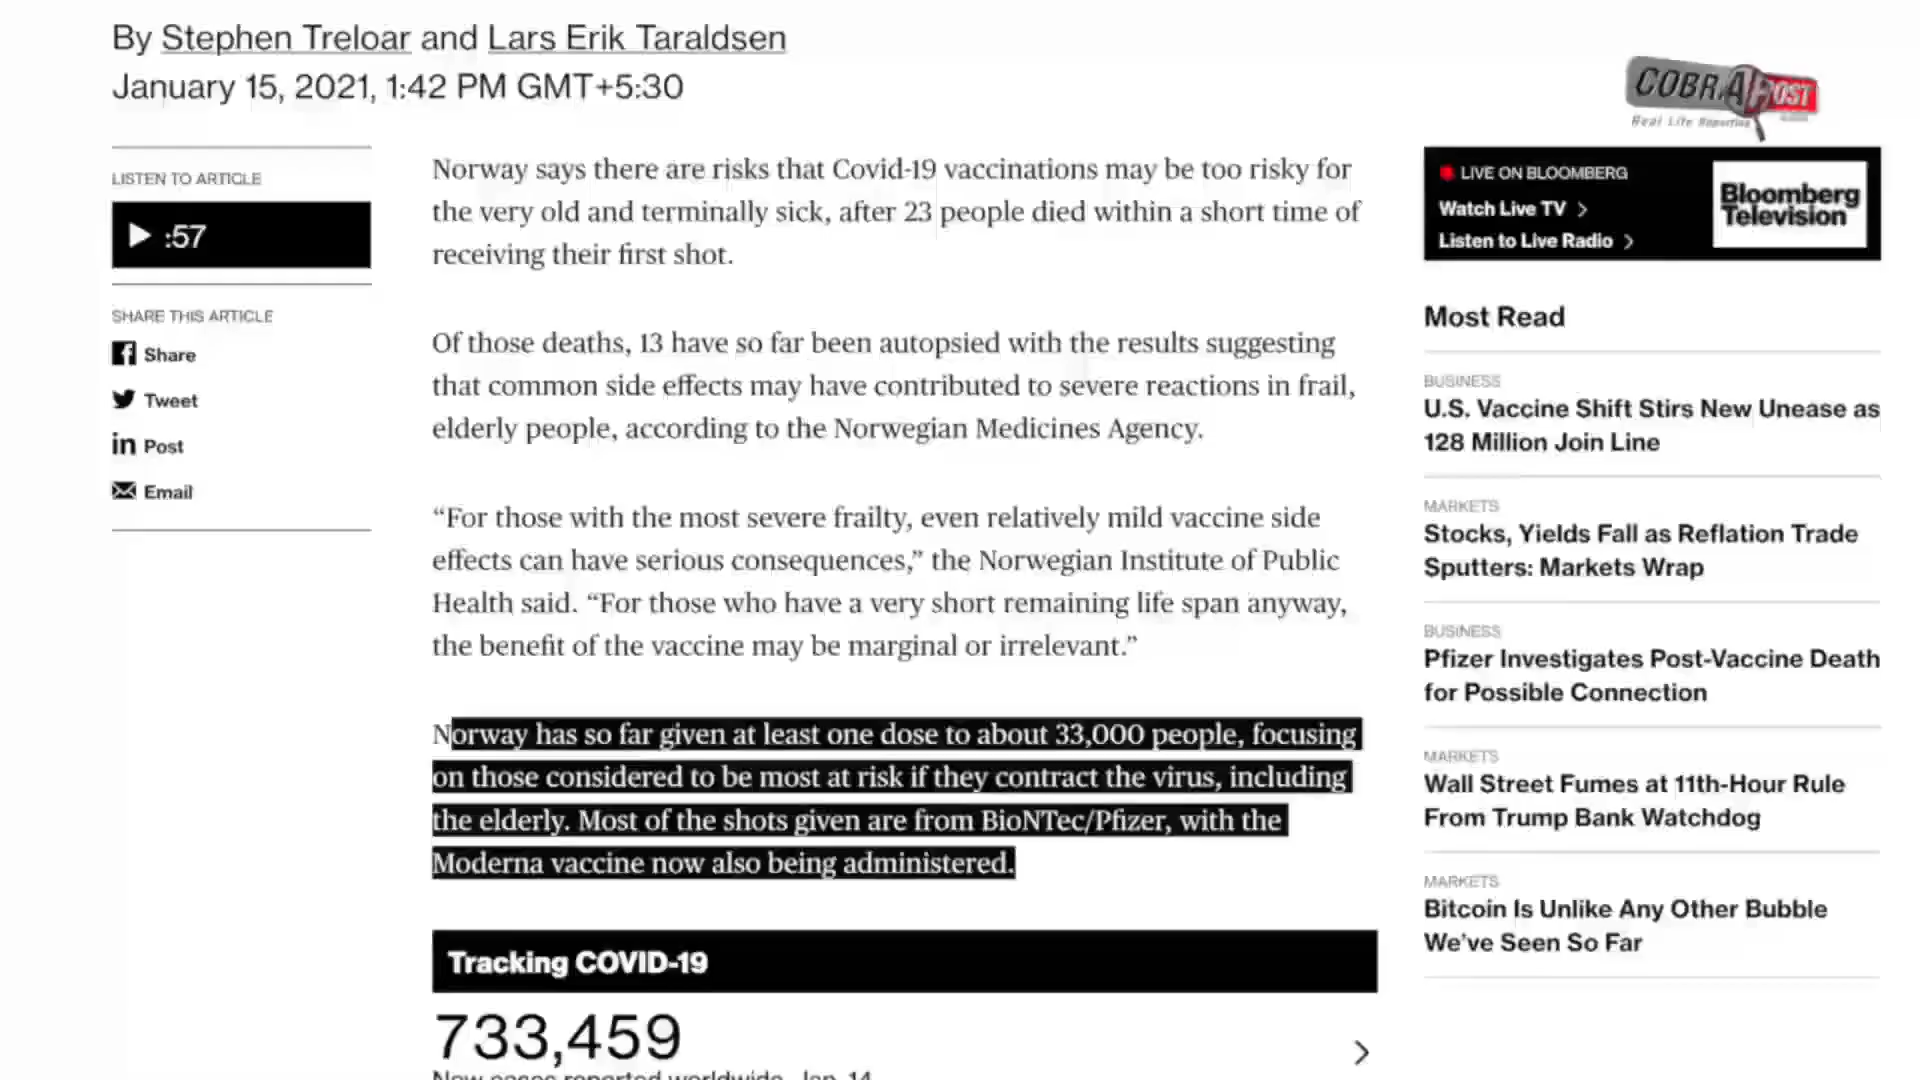 By Stephen Treloar and Lars Erik Taraldsen
January 15, 2021, 1:42 PM GMT+5:30
COBRAPOST
Real Life Reporting
LISTEN TO ARTICLE
:57
SHARE THIS ARTICLE
Share
Tweet
in Post
Email
Norway says there are risks that Covid-19 vaccinations may be too risky for
the very old and terminally sick, after 23 people died within a short time of
receiving their first shot.
Of those deaths, 13 have so far been autopsied with the results suggesting
that common side effects may have contributed to severe reactions in frail,
elderly people, according to the Norwegian Medicines Agency.
“For those with the most severe frailty, even relatively mild vaccine side
effects can have serious consequences,” the Norwegian Institute of Public
Health said. “For those who have a very short remaining life span anyway,
the benefit of the vaccine may be marginal or irrelevant.”
Norway has so far given at least one dose to about 33,000 people, focusing
on those considered to be most at risk if they contract the virus, including
the elderly. Most of the shots given are from BioNTec/Pfizer, with the
Moderna vaccine now also being administered.
Tracking COVID-19
733,459
New cases reported worldwide, Jan. 14
LIVE ON BLOOMBERG
Watch Live TV
Listen to Live Radio
Bloomberg
Television
Most Read
BUSINESS
U.S. Vaccine Shift Stirs New Unease as
128 Million Join Line
MARKETS
Stocks, Yields Fall as Reflation Trade
Sputters: Markets Wrap
BUSINESS
Pfizer Investigates Post-Vaccine Death
for Possible Connection
MARKETS
Wall Street Fumes at 11th-Hour Rule
From Trump Bank Watchdog
MARKETS
Bitcoin Is Unlike Any Other Bubble
We’ve Seen So Far